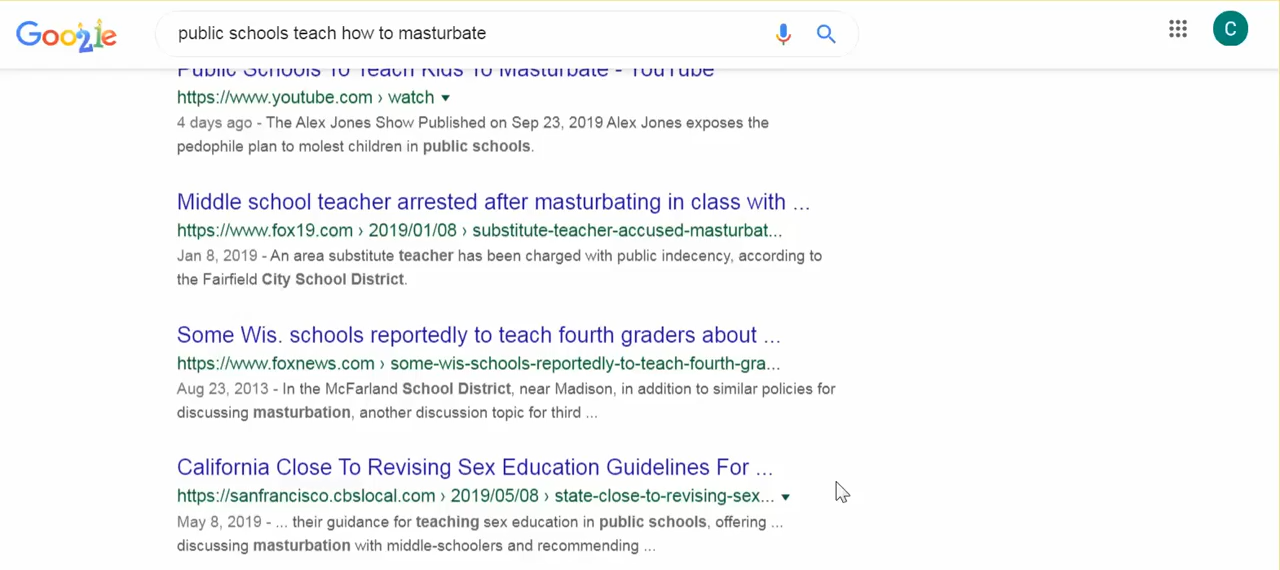 Goo21e
public schools teach how to masturbate
C
Public Schools To Teach Kids To Masturbate - YouTube
https://www.youtube.com › watch
4 days ago - The Alex Jones Show Published on Sep 23, 2019 Alex Jones exposes the
pedophile plan to molest children in public schools.
Middle school teacher arrested after masturbating in class with ...
https://www.fox19.com › 2019/01/08 › substitute-teacher-accused-masturbat...
Jan 8, 2019 - An area substitute teacher has been charged with public indecency, according to
the Fairfield City School District.
Some Wis. schools reportedly to teach fourth graders about ...
https://www.foxnews.com › some-wis-schools-reportedly-to-teach-fourth-gra...
Aug 23, 2013 - In the McFarland School District, near Madison, in addition to similar policies for
discussing masturbation, another discussion topic for third ...
California Close To Revising Sex Education Guidelines For ...
https://sanfrancisco.cbslocal.com › 2019/05/08 › state-close-to-revising-sex...
May 8, 2019 - ... their guidance for teaching sex education in public schools, offering ...
discussing masturbation with middle-schoolers and recommending ...